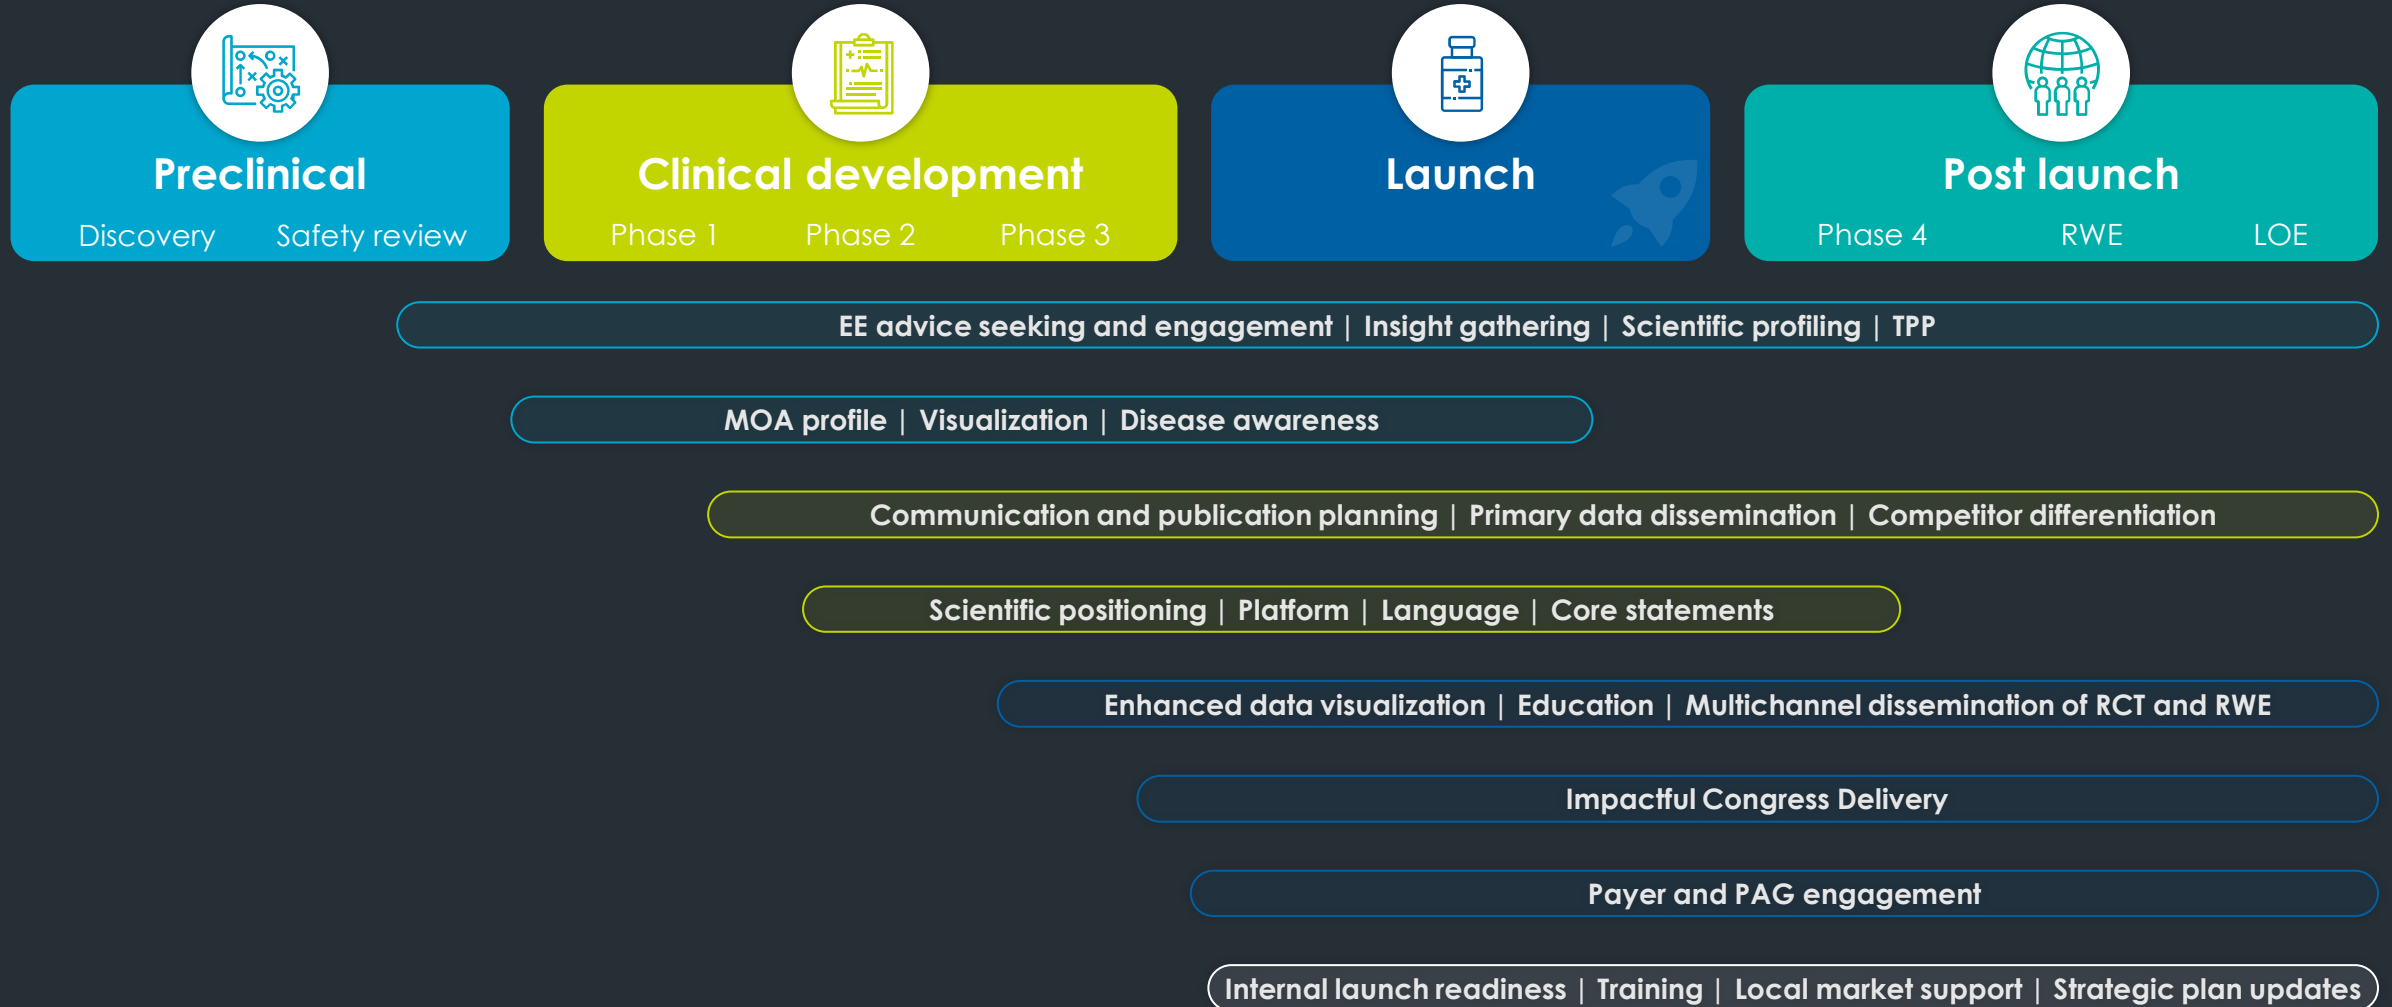 Preclinical
Discovery Safety review
Clinical development
Phase 1 Phase 2 Phase 3
Launch
Post launch
Phase 4 RWE LOE
EE advice seeking and engagement | Insight gathering | Scientific profiling | TPP
MOA profile | Visualization | Disease awareness
Communication and publication planning | Primary data dissemination | Competitor differentiation
Scientific positioning | Platform | Language | Core statements
Enhanced data visualization | Education | Multichannel dissemination of RCT and RWE
Impactful Congress Delivery
Payer and PAG engagement
Internal launch readiness | Training | Local market support | Strategic plan updates